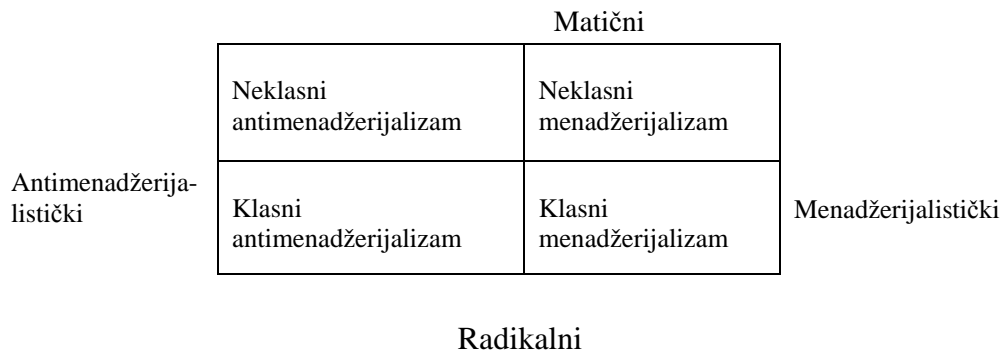 Matični
Neklasni
antimenadžerijalizam
Neklasni
menadžerijalizam
Antimenadžerija-
listički
Klasni
antimenadžerijalizam
Klasni
menadžerijalizam
Menadžerijalistički
Radikalni